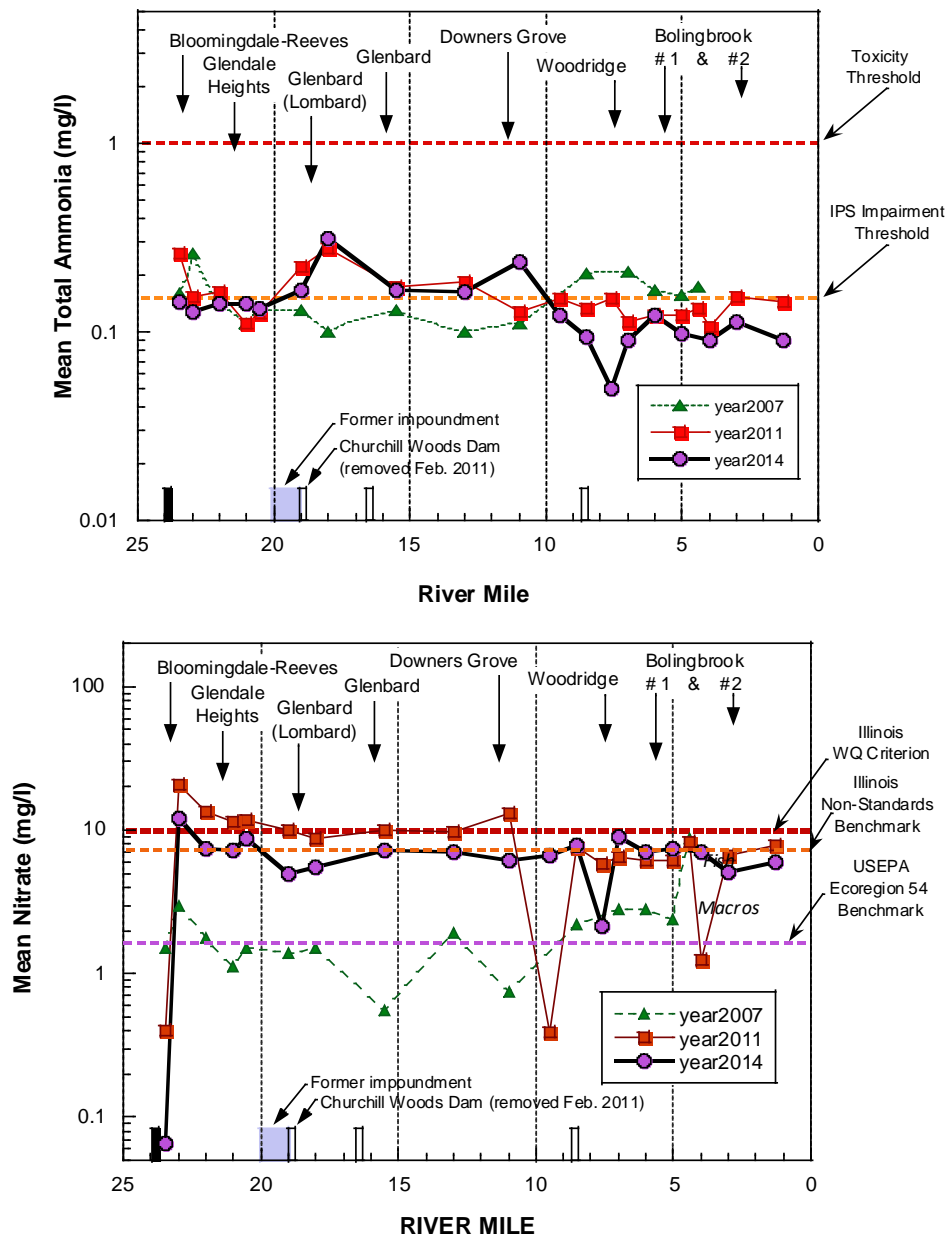 Bloomingdale-Reeves
Glendale
Heights
Glenbard
(Lombard)
Glenbard
Downers Grove
Woodridge
Bolingbrook
# 1 & #2
Toxicity
Threshold
IPS Impairment
Threshold
Mean Total Ammonia (mg/l)
1
0.1
0.01
Former impoundment
Churchill Woods Dam
(removed Feb. 2011)
year2007
year2011
year2014
25 20 15 10 5 0
River Mile
Bloomingdale-Reeves
Glendale
Heights
Glenbard
(Lombard)
Glenbard
Downers Grove
Woodridge
Bolingbrook
# 1 & #2
Illinois
WQ Criterion
Illinois
Non-Standards
Benchmark
USEPA
Ecoregion 54
Benchmark
Mean Nitrate (mg/l)
100
10
1
0.1
Fish
Macros
year2007
year2011
year2014
Former impoundment
Churchill Woods Dam (removed Feb. 2011)
25 20 15 10 5 0
RIVER MILE